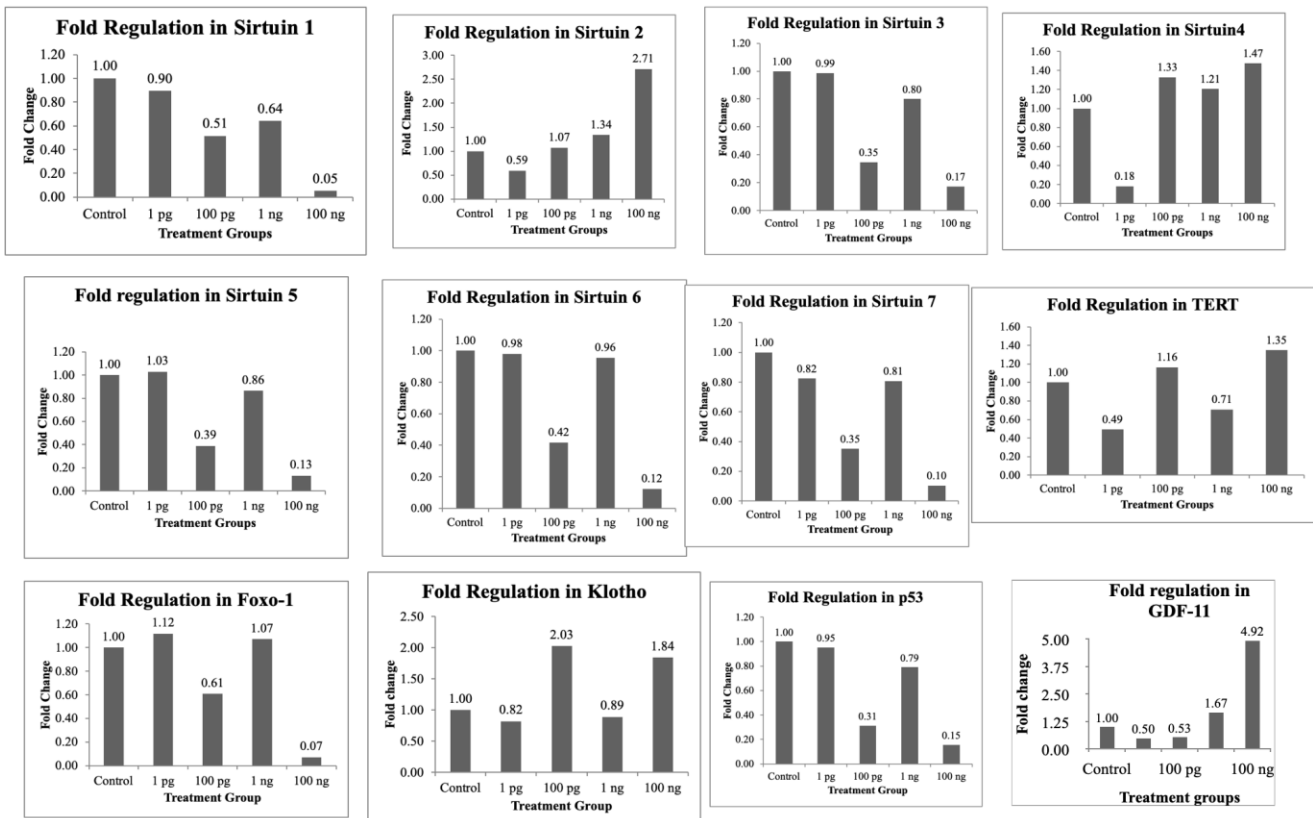 Fold Regulation in Sirtuin 1
Fold Change
1.20
1.00
0.80
0.60
0.40
0.20
0.00
1.00
0.90
0.51
0.64
0.05
Control 1 pg 100 pg 1 ng 100 ng
Treatment Groups
Fold Regulation in Sirtuin 2
Fold Change
3.00
2.50
2.00
1.50
1.00
0.50
0.00
1.00
0.59
1.07
1.34
2.71
Control 1 pg 100 pg 1 ng 100 ng
Treatment Groups
Fold Regulation in Sirtuin 3
Fold Change
1.20
1.00
0.80
0.60
0.40
0.20
0.00
1.00
0.99
0.35
0.80
0.17
Control 1 pg 100 pg 1 ng 100 ng
Treatment Groups
Fold Regulation in Sirtuin4
Fold Change
1.60
1.40
1.20
1.00
0.80
0.60
0.40
0.20
0.00
1.00
0.18
1.33
1.21
1.47
Control 1 pg 100 pg 1 ng 100 ng
Treatment Groups
Fold regulation in Sirtuin 5
Fold Change
1.20
1.00
0.80
0.60
0.40
0.20
0.00
1.00
1.03
0.39
0.86
0.13
Control 1 pg 100 pg 1 ng 100 ng
Treatment Groups
Fold Regulation in Sirtuin 6
Fold Change
1.20
1.00
0.80
0.60
0.40
0.20
0.00
1.00
0.98
0.42
0.96
0.12
Control 1 pg 100 pg 1 ng 100 ng
Treatment Groups
Fold Regulation in Sirtuin 7
Fold Change
1.20
1.00
0.80
0.60
0.40
0.20
0.00
1.00
0.82
0.35
0.81
0.10
Control 1 pg 100 pg 1 ng 100 ng
Treatment Group
Fold Regulation in TERT
Fold Change
1.60
1.40
1.20
1.00
0.80
0.60
0.40
0.20
0.00
1.00
0.49
1.16
0.71
1.35
Control 1 pg 100 pg 1 ng 100 ng
Treatment Groups
Fold Regulation in Foxo-1
Fold Change
1.20
1.00
0.80
0.60
0.40
0.20
0.00
1.00
1.12
0.61
1.07
0.07
Control 1 pg 100 pg 1 ng 100 ng
Treatment Group
Fold Regulation in Klotho
Fold Change
2.50
2.00
1.50
1.00
0.50
0.00
1.00
0.82
2.03
0.89
1.84
Control 1 pg 100 pg 1 ng 100 ng
Treatment Group
Fold Regulation in p53
Fold Change
1.20
1.00
0.80
0.60
0.40
0.20
0.00
1.00
0.95
0.31
0.79
0.15
Control 1 pg 100 pg 1 ng 100 ng
Treatment Group
Fold regulation in
GDF-11
Fold change
5.00
3.75
2.50
1.25
0.00
1.00
0.50
0.53
1.67
4.92
Control 100 pg 100 ng
Treatment groups